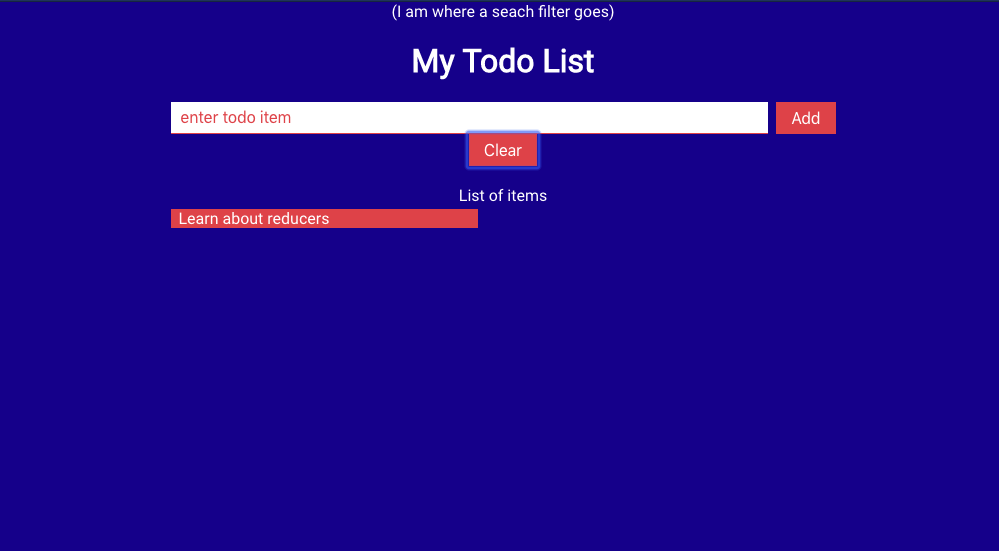 (I am where a seach filter goes)
My Todo List
enter todo item
Add
Clear
List of items
Learn about reducers